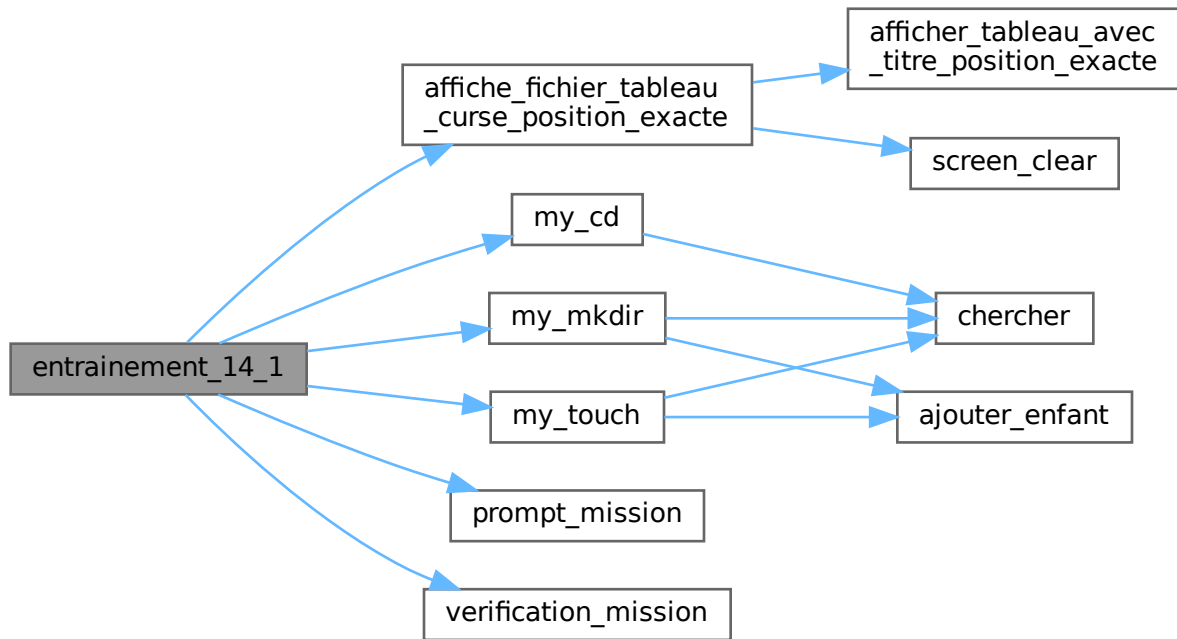 afficher_tableau_avec
_titre_position_exacte
affiche_fichier_tableau
_curse_position_exacte
screen_clear
my_cd
my_mkdir
chercher
entrainement_14_1
my_touch
ajouter_enfant
prompt_mission
verification_mission